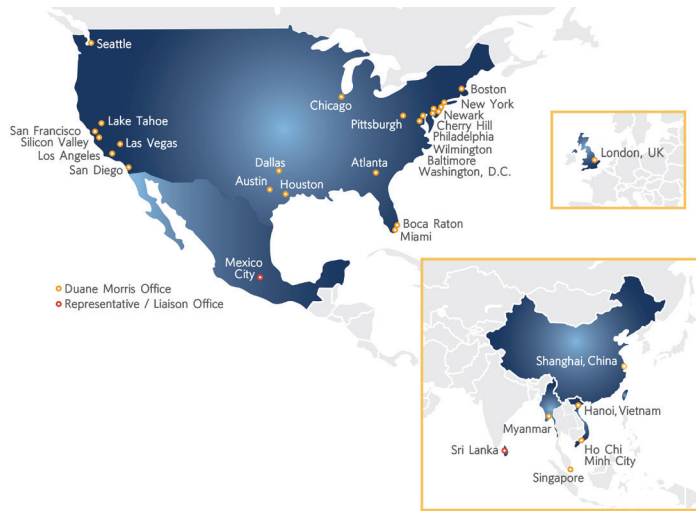 Seattle
Boston
Chicago
New York
Newark
Lake Tahoe
Pittsburgh
Cherry Hill
San Francisco
Philadelphia
Silicon Valley
Las Vegas
Wilmington
Los Angeles
Baltimore
Dallas
Atlanta
San Diego
Washington, D.C.
Austin
Houston
Boca Raton
Miami
Mexico
City
Duane Morris Office
Representative / Liaison Office
London, UK
Shanghai, China
Hanoi, Vietnam
Myanmar
Sri Lanka
Ho Chi
Minh City
Singapore